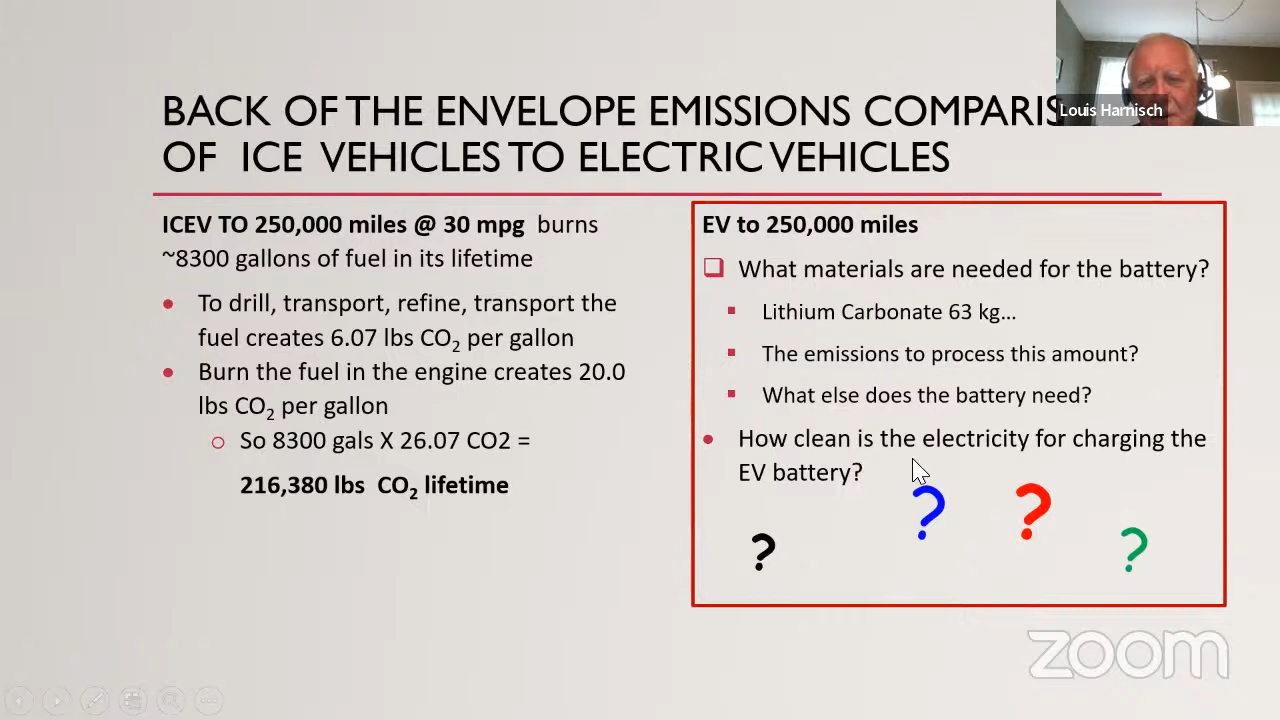 BACK OF THE ENVELOPE EMISSIONS COMPARIS
OF ICE VEHICLES TO ELECTRIC VEHICLES
Louis Harnisch
ICEV TO 250,000 miles @ 30 mpg burns
~8300 gallons of fuel in its lifetime
• To drill, transport, refine, transport the
fuel creates 6.07 lbs CO₂ per gallon
• Burn the fuel in the engine creates 20.0
lbs CO₂ per gallon
○ So 8300 gals X 26.07 CO2 =
216,380 lbs CO₂ lifetime
EV to 250,000 miles
❑ What materials are needed for the battery?
▪ Lithium Carbonate 63 kg...
▪ The emissions to process this amount?
▪ What else does the battery need?
• How clean is the electricity for charging the
EV battery?
? ? ? ?
zoom